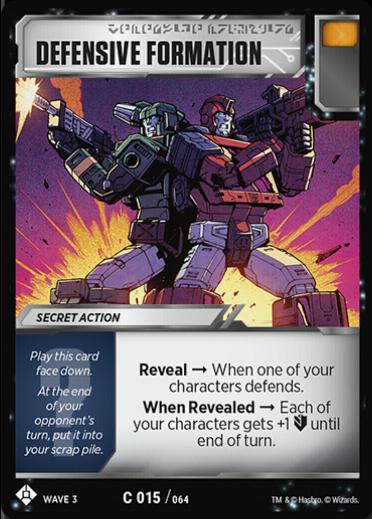 DEFENSIVE FORMATION
SECRET ACTION
Play this card
face down.
At the end
of your
opponent's
turn, put it into
your scrap pile.
Reveal → When one of your
characters defends.
When Revealed → Each of
your characters gets +1 until
end of turn.
WAVE 3
C 015 / 064
TM & © Hasbro. © Wizards.